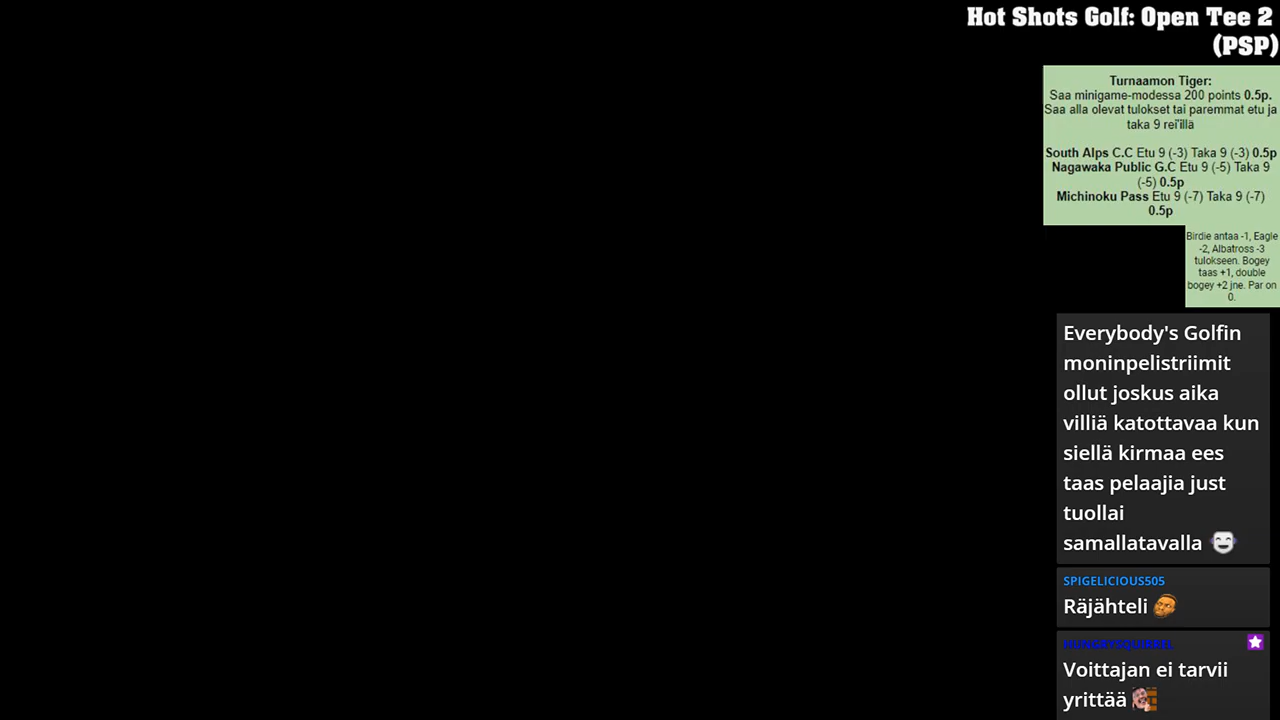 Hot Shots Golf: Open Tee 2
(PSP)
Turnaamon Tiger:
Saa minigame-modessa 200 points 0.5p.
Saa alla olevat tulokset tai paremmat etu ja
taka 9 rei'illä
South Alps C.C Etu 9 (-3) Taka 9 (-3) 0.5p
Nagawaka Public G.C Etu 9 (-5) Taka 9
(-5) 0.5p
Michinoku Pass Etu 9 (-7) Taka 9 (-7)
0.5p
Birdie antaa -1, Eagle
-2, Albatross -3
tulokseen. Bogey
taas +1, double
bogey +2 jne. Par on
0.
Everybody's Golfin
moninpelistriimit
ollut joskus aika
villiä katottavaa kun
siellä kirmaa ees
taas pelaajia just
tuollai
samallatavalla
SPIGELICIOUS505
Räjähteli
HUNGRYSQUIRREL
Voittajan ei tarvii
yrittää